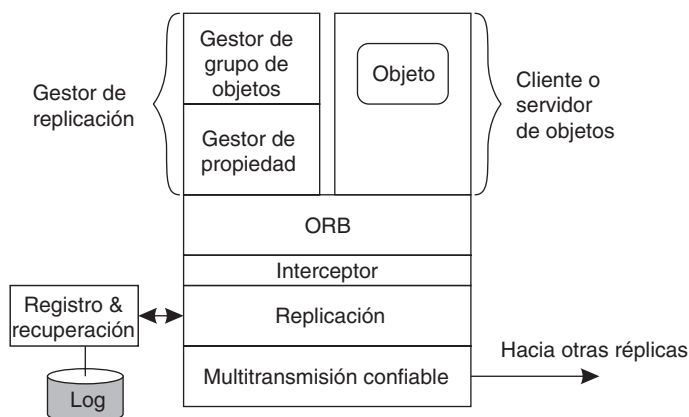 Gestor de
grupo de
objetos
Objeto
Gestor de
replicación
Cliente o
servidor
de objetos
Gestor de
propiedad
ORB
Interceptor
Registro &
recuperación
Replicación
Hacia otras réplicas
Multitransmisión confiable
Log